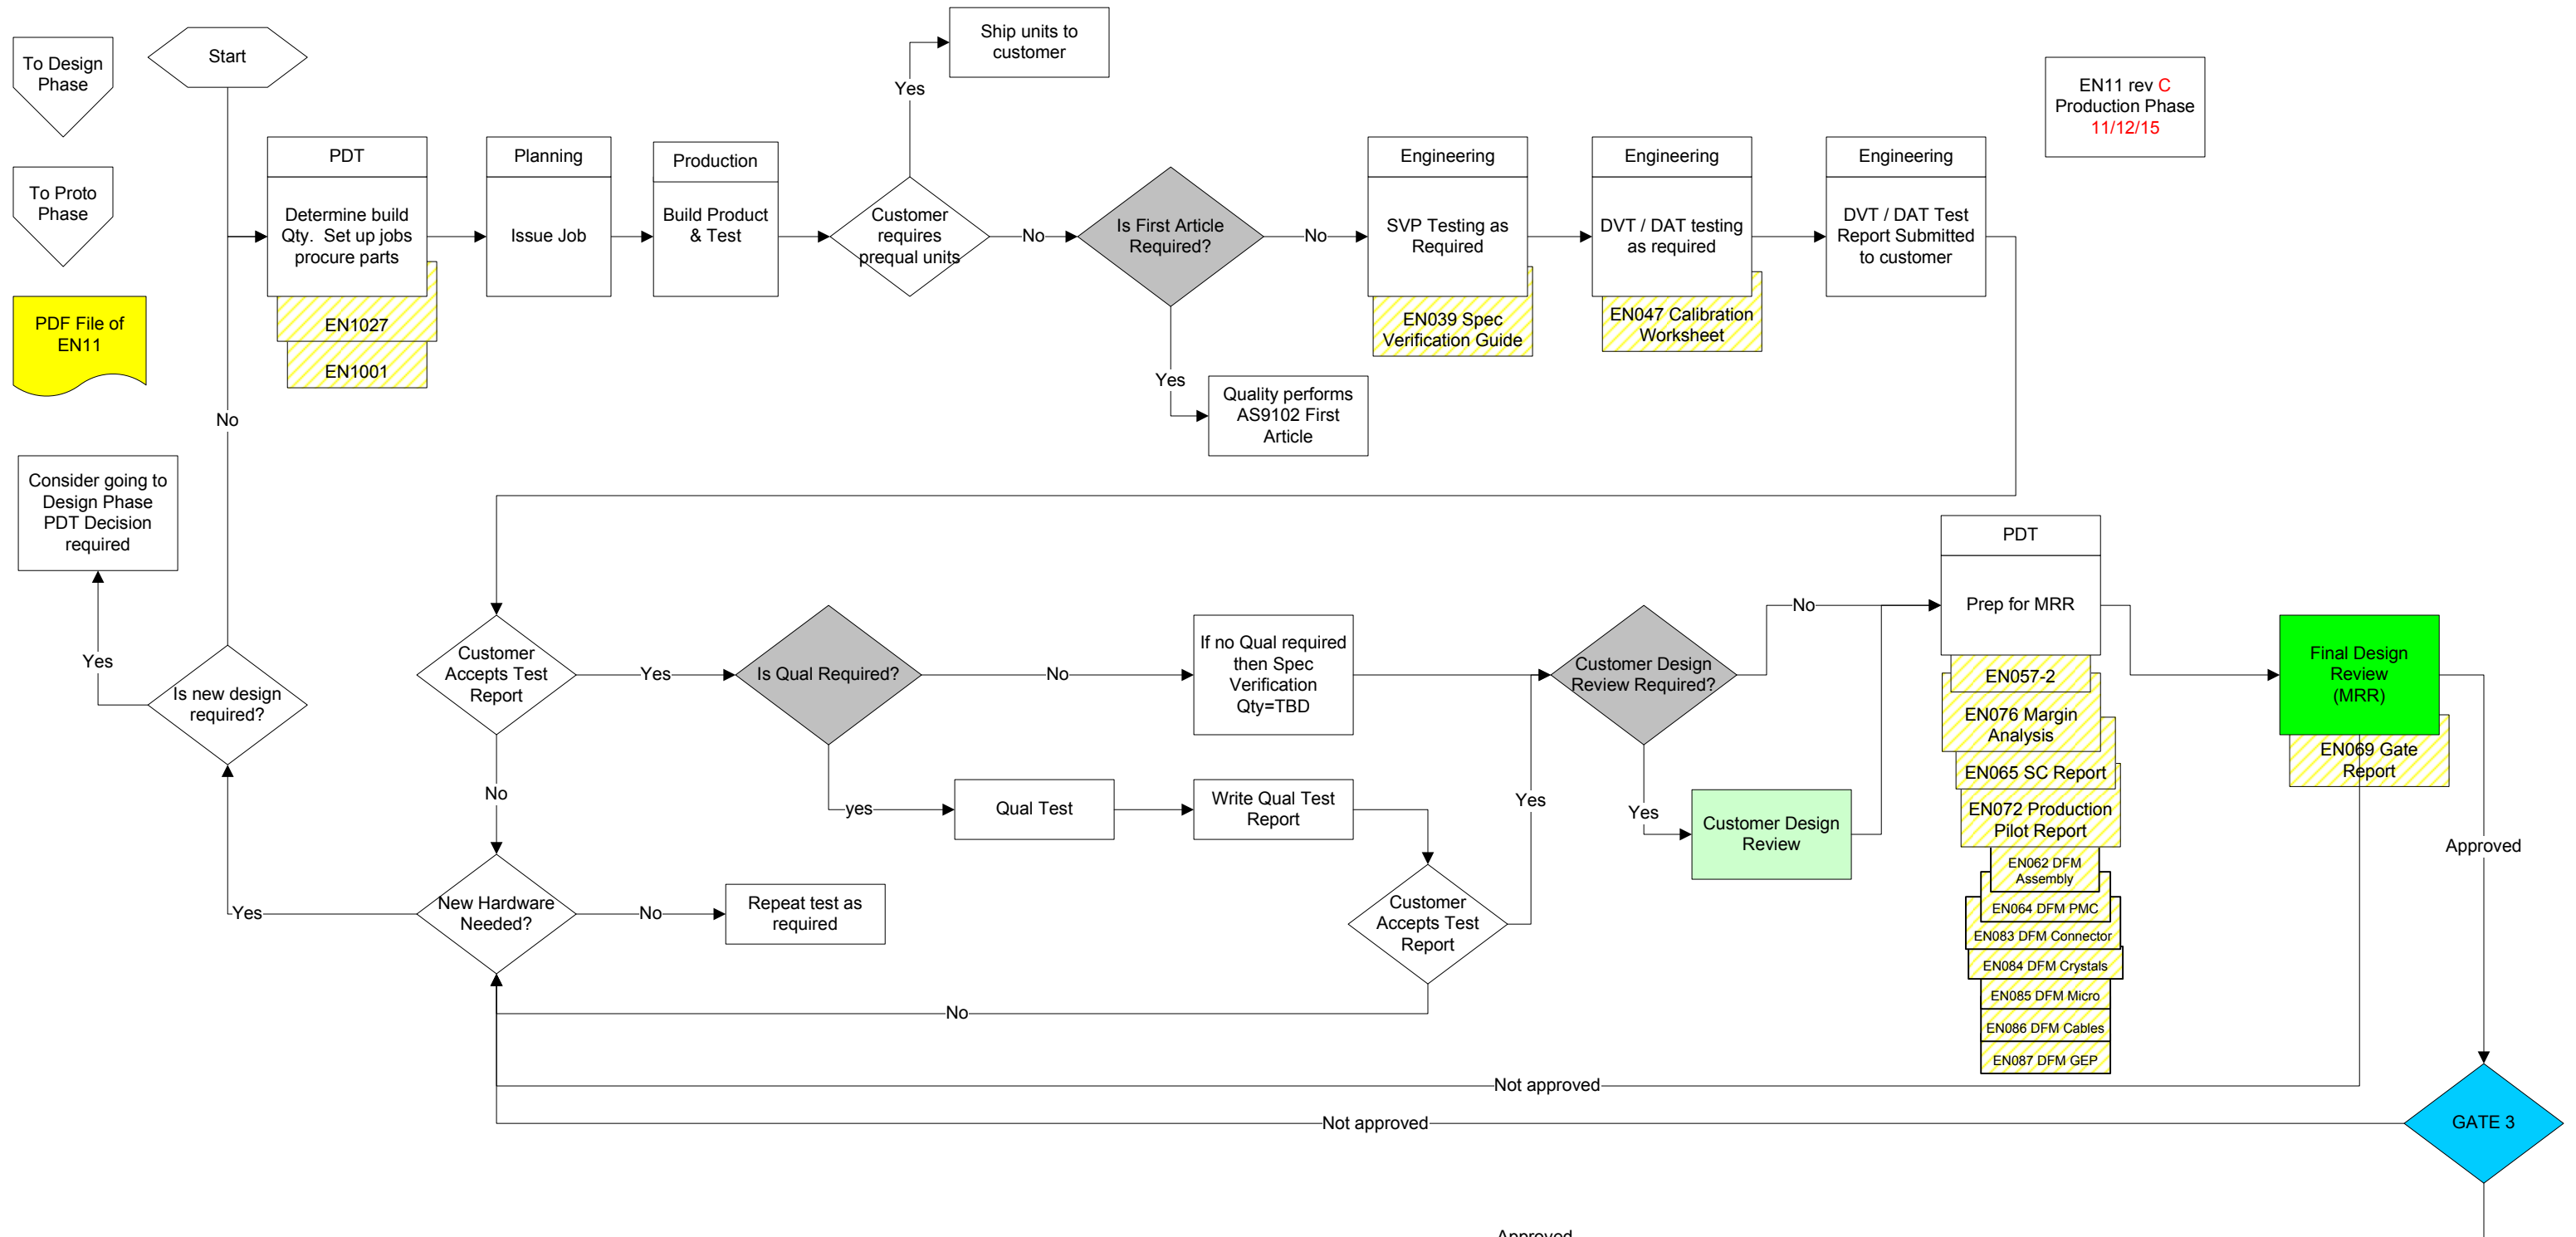 To Design
Phase
Start
Ship units to
customer
EN11 rev C
Production Phase
11/12/15
Yes
To Proto
Phase
PDT
Determine build
Qty. Set up jobs
procure parts
EN1027
EN1001
Planning
Issue Job
Production
Build Product
& Test
Customer
requires
prequal units
No
Is First Article
Required?
No
Engineering
SVP Testing as
Required
EN039 Spec
Verification Guide
Engineering
DVT / DAT testing
as required
EN047 Calibration
Worksheet
Engineering
DVT / DAT Test
Report Submitted
to customer
PDF File of
EN11
Yes
Quality performs
AS9102 First
Article
No
Consider going to
Design Phase
PDT Decision
required
Yes
Is new design
required?
Customer
Accepts Test
Report
Yes
Is Qual Required?
No
If no Qual required
then Spec
Verification
Qty=TBD
Customer Design
Review Required?
No
PDT
Prep for MRR
EN057-2
EN076 Margin
Analysis
EN065 SC Report
EN072 Production
Pilot Report
EN062 DFM
Assembly
EN064 DFM PMC
EN083 DFM Connector
EN084 DFM Crystals
EN085 DFM Micro
EN086 DFM Cables
EN087 DFM GEP
Final Design
Review
(MRR)
EN069 Gate
Report
No
yes
Qual Test
Write Qual Test
Report
Yes
Yes
Customer Design
Review
Approved
Yes
New Hardware
Needed?
No
Repeat test as
required
Customer
Accepts Test
Report
No
Not approved
Not approved
GATE 3
Approved